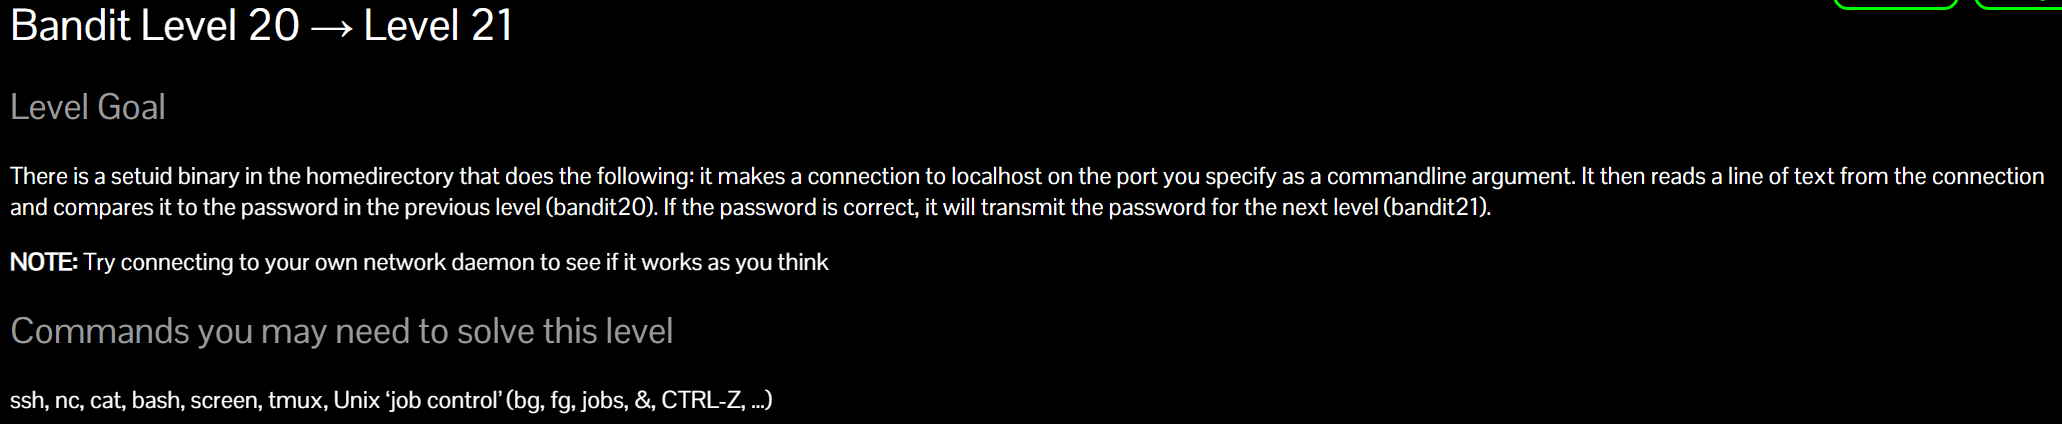 Bandit Level 20 → Level 21
Level Goal
There is a setuid binary in the homedirectory that does the following: it makes a connection to localhost on the port you specify as a commandline argument. It then reads a line of text from the connection
and compares it to the password in the previous level (bandit20). If the password is correct, it will transmit the password for the next level (bandit21).
NOTE: Try connecting to your own network daemon to see if it works as you think
Commands you may need to solve this level
ssh, nc, cat, bash, screen, tmux, Unix ‘job control’ (bg, fg, jobs, &, CTRL-Z, …)